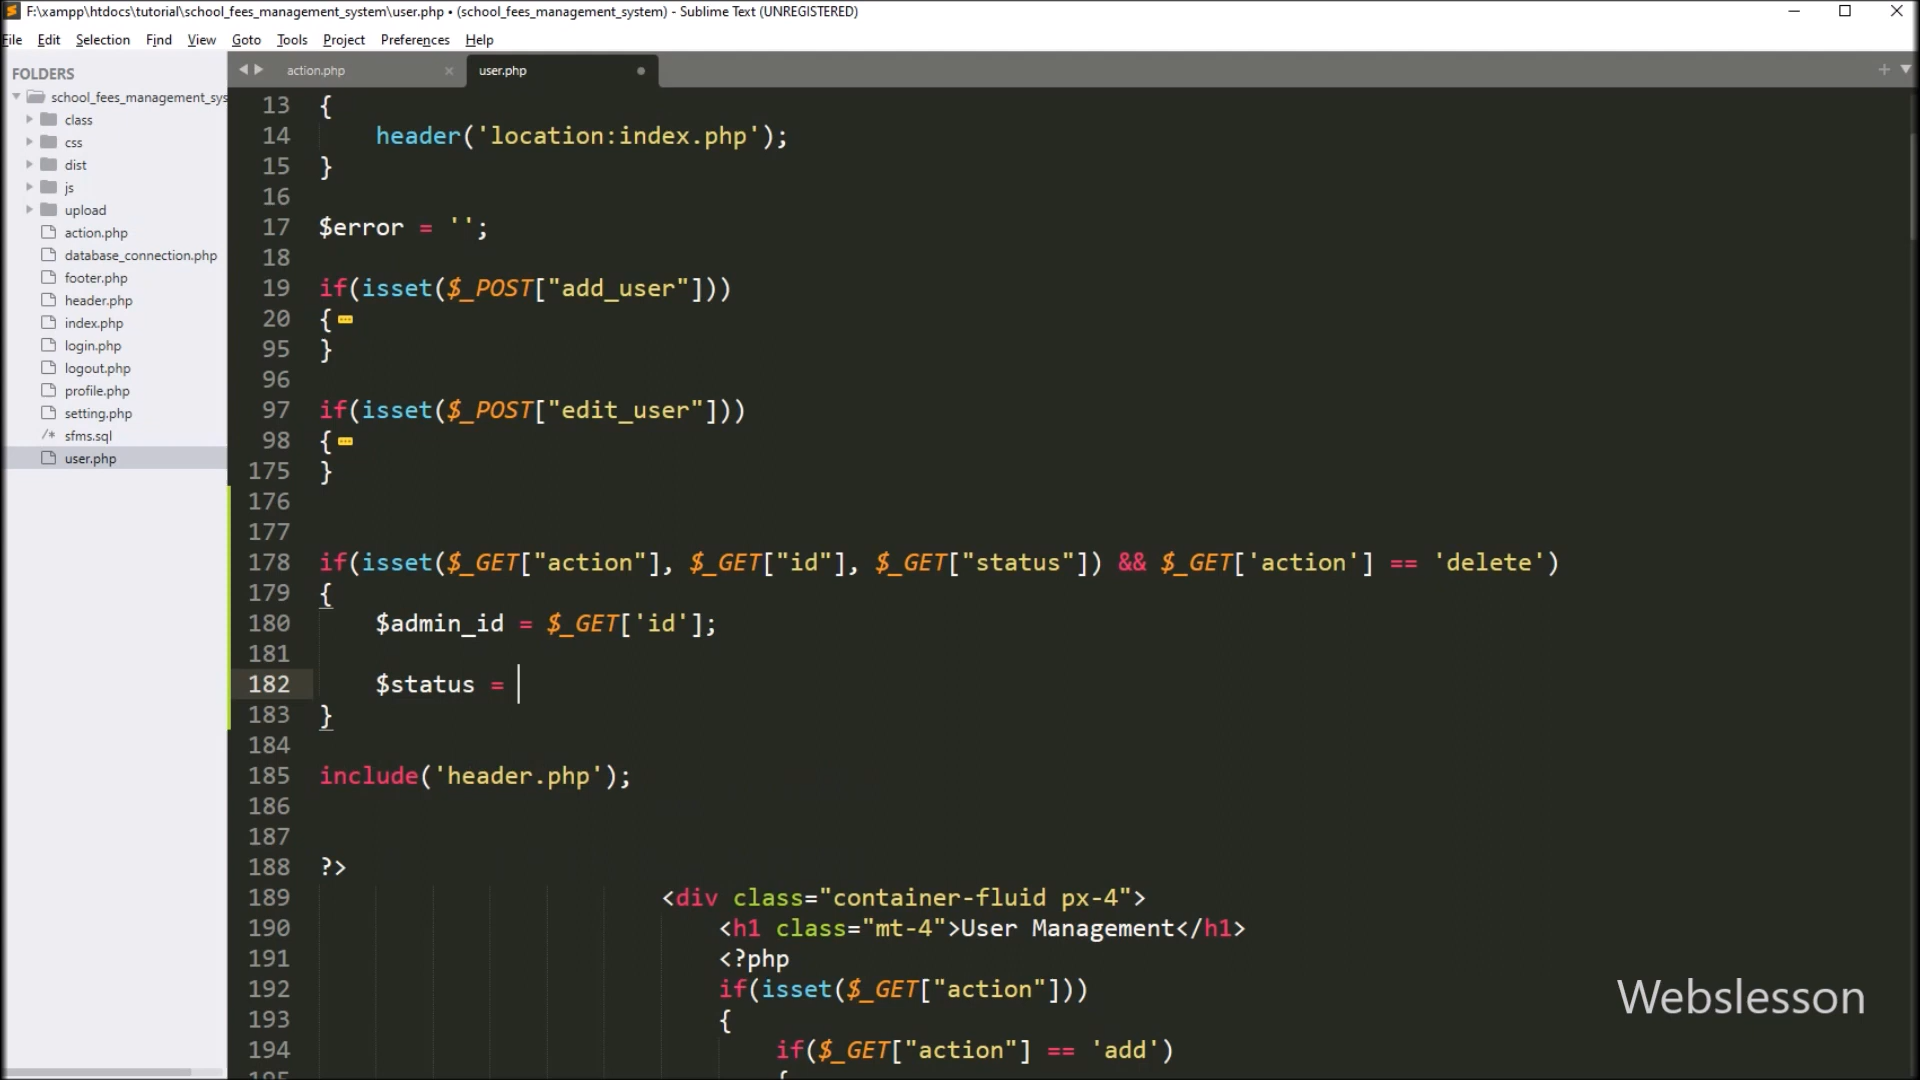 F:\xampp\htdocs\tutorial\school_fees_management_system\user.php • (school_fees_management_system) - Sublime Text (UNREGISTERED)
File Edit Selection Find View Goto Tools Project Preferences Help
FOLDERS
school_fees_management_sys
class
css
dist
js
upload
action.php
database_connection.php
footer.php
header.php
index.php
login.php
logout.php
profile.php
setting.php
/* sfms.sql
user.php
action.php
user.php
13 {
14     header('location:index.php');
15 }
16
17 $error = '';
18
19 if(isset($_POST["add_user"]))
20 {
95 }
96
97 if(isset($_POST["edit_user"]))
98 {
175 }
176
177
178 if(isset($_GET["action"], $_GET["id"], $_GET["status"]) && $_GET['action'] == 'delete')
179 {
180     $admin_id = $_GET['id'];
181
182     $status =
183 }
184
185 include('header.php');
186
187
188 ?>
189 <div class="container-fluid px-4">
190 <h1 class="mt-4">User Management</h1>
191 <?php
192 if(isset($_GET["action"]))
193 {
194 if($_GET["action"] == 'add')
195 {
Webslesson